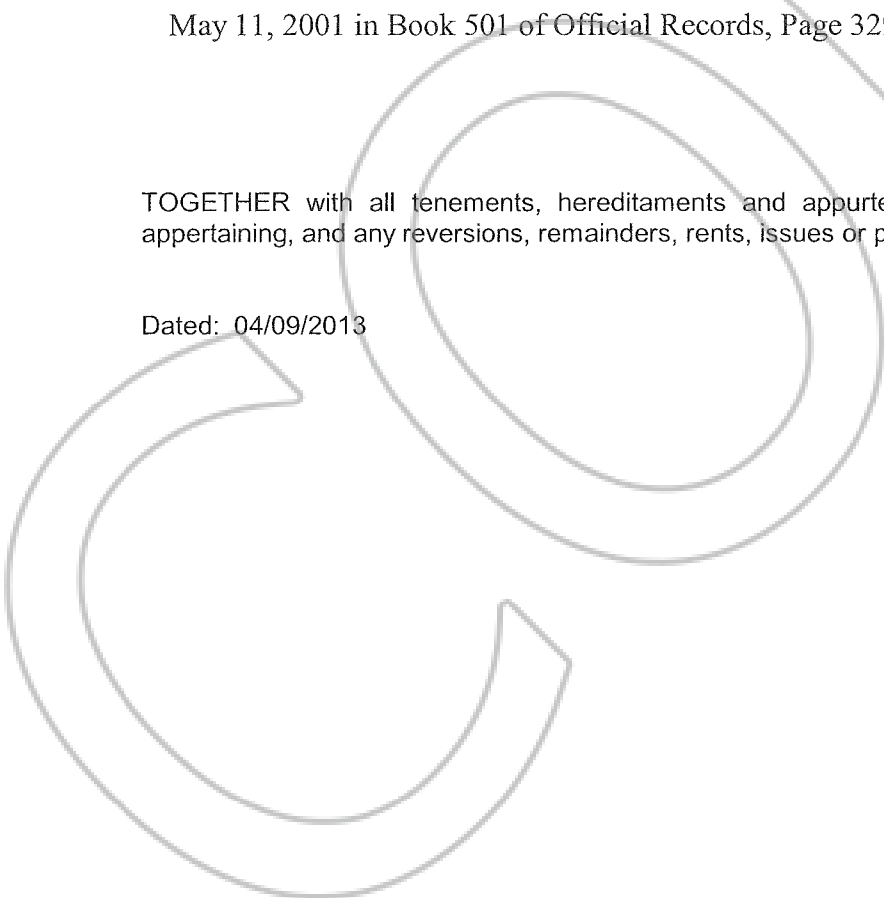 May 11, 2001 in Book 501 of Official Records, Page
TOGETHER with all tenements, hereditaments and
appertaining, and any reversions, remainders, rents, issues or
Dated: 04/09/2013
CO